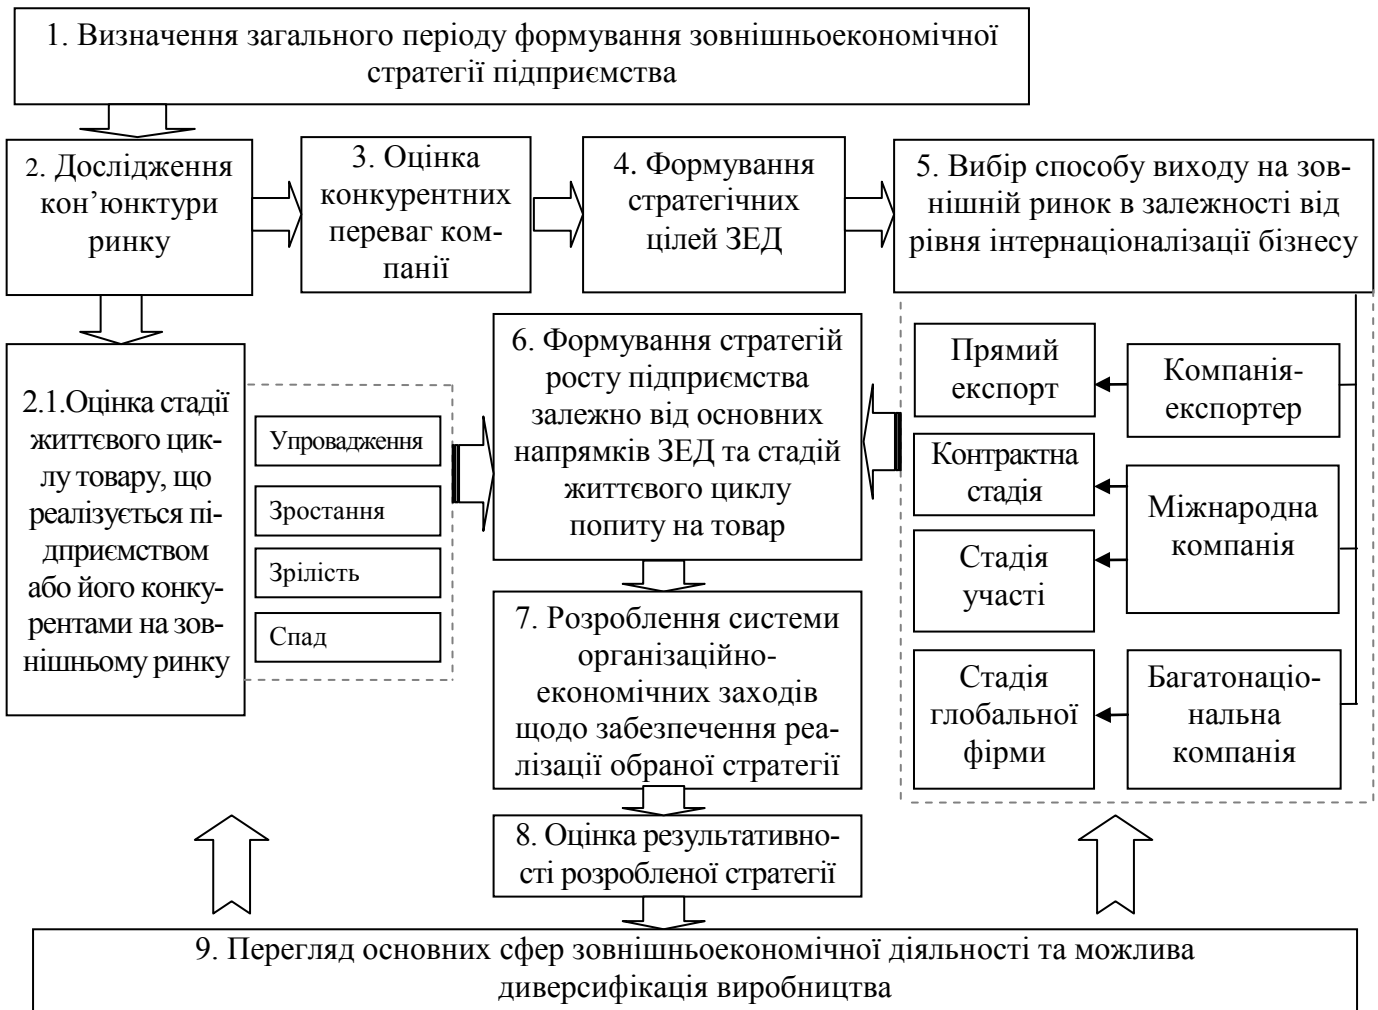 1. Визначення загального періоду формування зовнішньоекономічної
стратегії підприємства
2. Дослідження
кон’юнктури
ринку
3. Оцінка
конкурентних
переваг ком-
панії
4. Формування
стратегічних
цілей ЗЕД
5. Вибір способу виходу на зов-
нішній ринок в залежності від
рівня інтернаціоналізації бізнесу
2.1.Оцінка стадії
життєвого цик-
лу товару, що
реалізується пі-
дприємством
або його конку-
рентами на зов-
нішньому ринку
Упровадження
Зростання
Зрілість
Спад
6. Формування стратегій
росту підприємства
залежно від основних
напрямків ЗЕД та стадій
життєвого циклу
попиту на товар
Прямий
експорт
Компанія-
експортер
Контрактна
стадія
Міжнародна
компанія
Стадія
участі
Стадія
глобальної
фірми
Багатонаціо-
нальна
компанія
7. Розроблення системи
організаційно-
економічних заходів
щодо забезпечення реа-
лізації обраної стратегії
8. Оцінка результативно-
сті розробленої стратегії
9. Перегляд основних сфер зовнішньоекономічної діяльності та можлива
диверсифікація виробництва